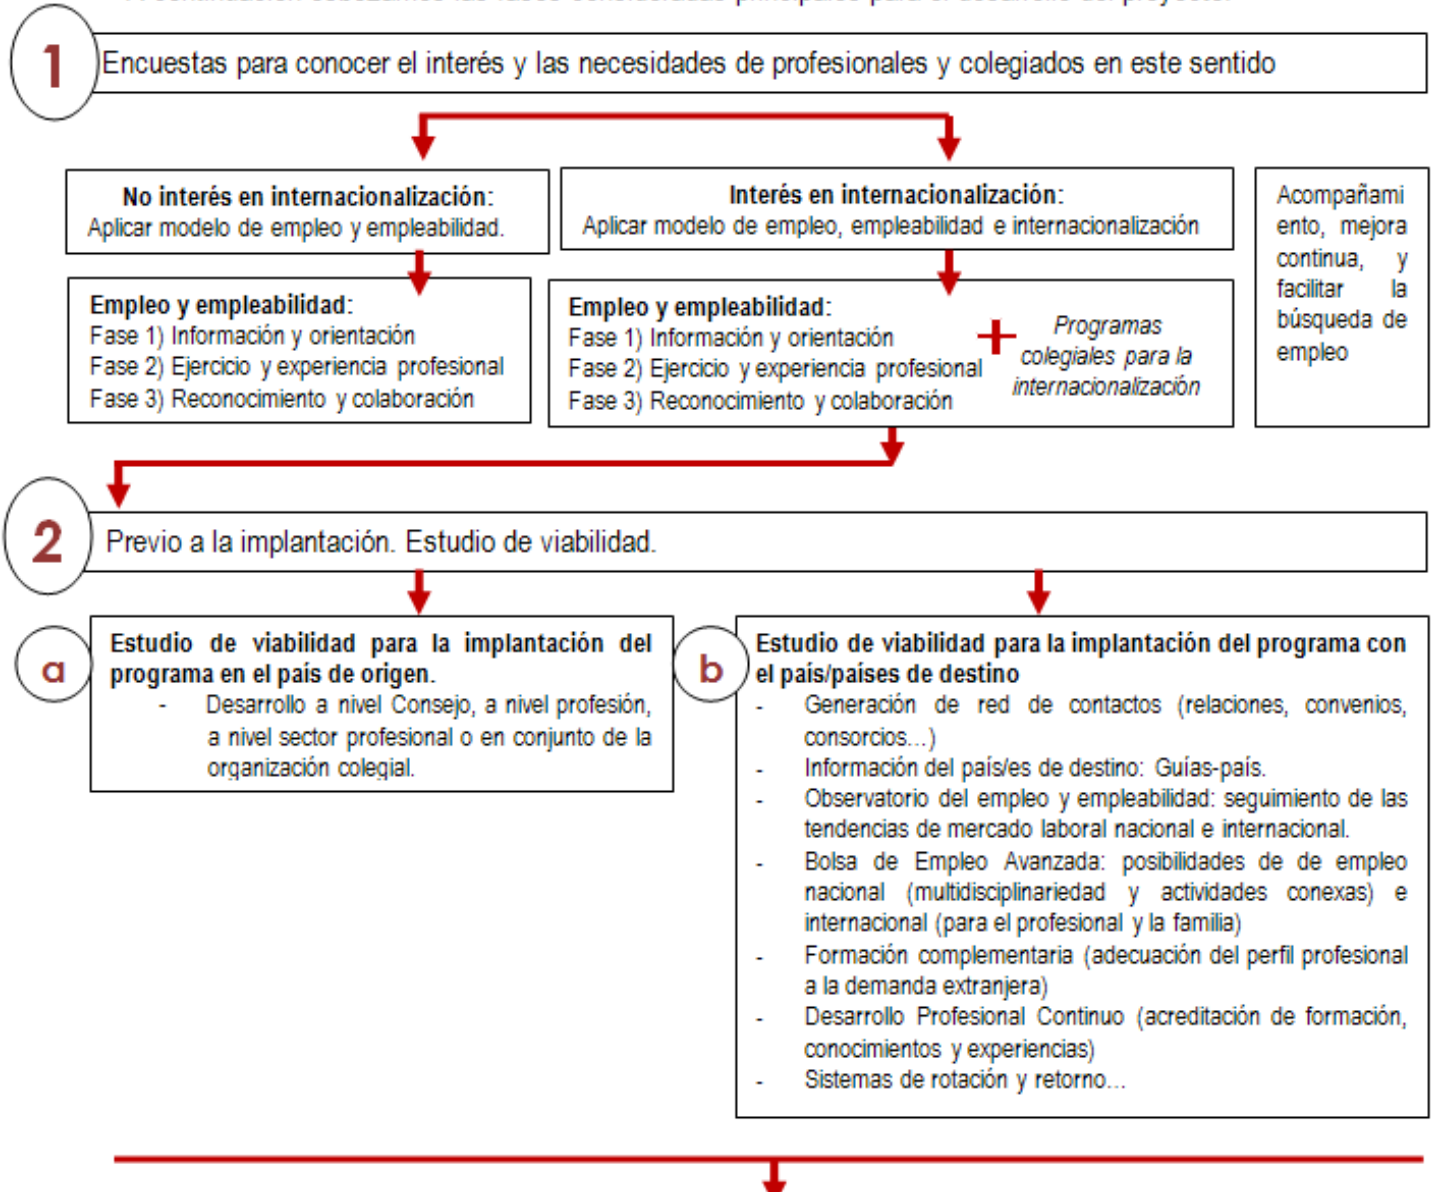 1
Encuestas para conocer el interés y las necesidades de profesionales y colegiados en este sentido
No interés en internacionalización:
Aplicar modelo de empleo y empleabilidad.
Interés en internacionalización:
Aplicar modelo de empleo, empleabilidad e internacionalización
Acompañami
ento, mejora
continua, y
facilitar la
búsqueda de
empleo
Empleo y empleabilidad:
Fase 1) Información y orientación
Fase 2) Ejercicio y experiencia profesional
Fase 3) Reconocimiento y colaboración
Empleo y empleabilidad:
Fase 1) Información y orientación
Fase 2) Ejercicio y experiencia profesional
Fase 3) Reconocimiento y colaboración
+
Programas
colegiales para la
internacionalización
2
Previo a la implantación. Estudio de viabilidad.
a
Estudio de viabilidad para la implantación del
programa en el país de origen.
- Desarrollo a nivel Consejo, a nivel profesión,
a nivel sector profesional o en conjunto de la
organización colegial.
b
Estudio de viabilidad para la implantación del programa con
el país/países de destino
- Generación de red de contactos (relaciones, convenios,
consorcios...)
- Información del país/es de destino: Guías-país.
- Observatorio del empleo y empleabilidad: seguimiento de las
tendencias de mercado laboral nacional e internacional.
- Bolsa de Empleo Avanzada: posibilidades de de empleo
nacional (multidisciplinariedad y actividades conexas) e
internacional (para el profesional y la familia)
- Formación complementaria (adecuación del perfil profesional
a la demanda extranjera)
- Desarrollo Profesional Continuo (acreditación de formación,
conocimientos y experiencias)
- Sistemas de rotación y retorno...